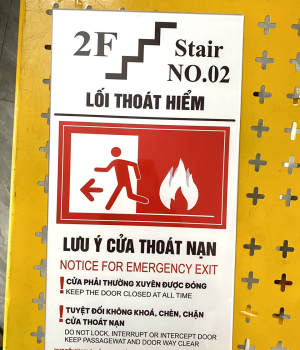 2F Stair NO.02
LỐI THOÁT HIỂM
LƯU Ý CỬA THOÁT NẠN
NOTICE FOR EMERGENCY EXIT
! CỬA PHẢI THƯỜNG XUYÊN ĐƯỢC ĐÓNG
KEEP THE DOOR CLOSED AT ALL TIME
! TUYỆT ĐỐI KHÔNG KHOÁ, CHÈN, CHẶN
CỬA THOÁT NẠN
DO NOT LOCK, INTERRUPT OR INTERCEPT DOOR
KEEP PASSAGEWAT AND DOOR WAY CLEAR